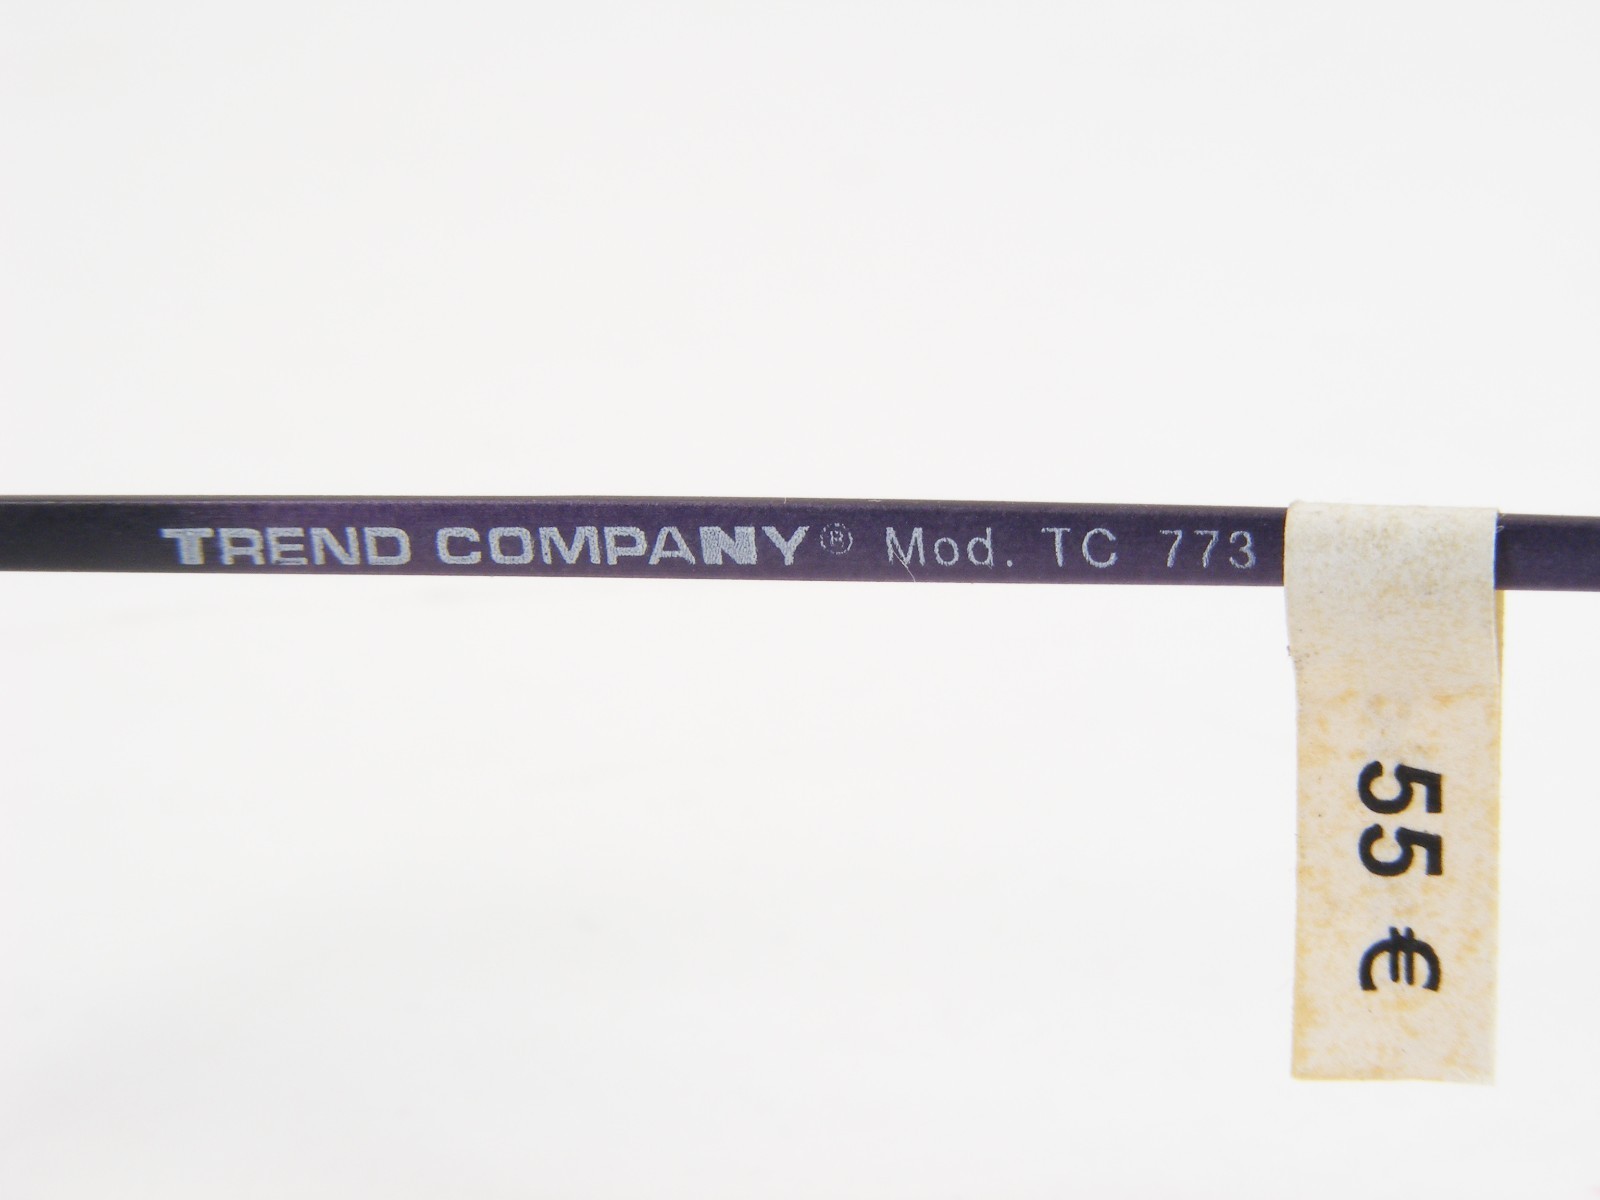 TREND COMPANY® Mod. TC 773
55 €